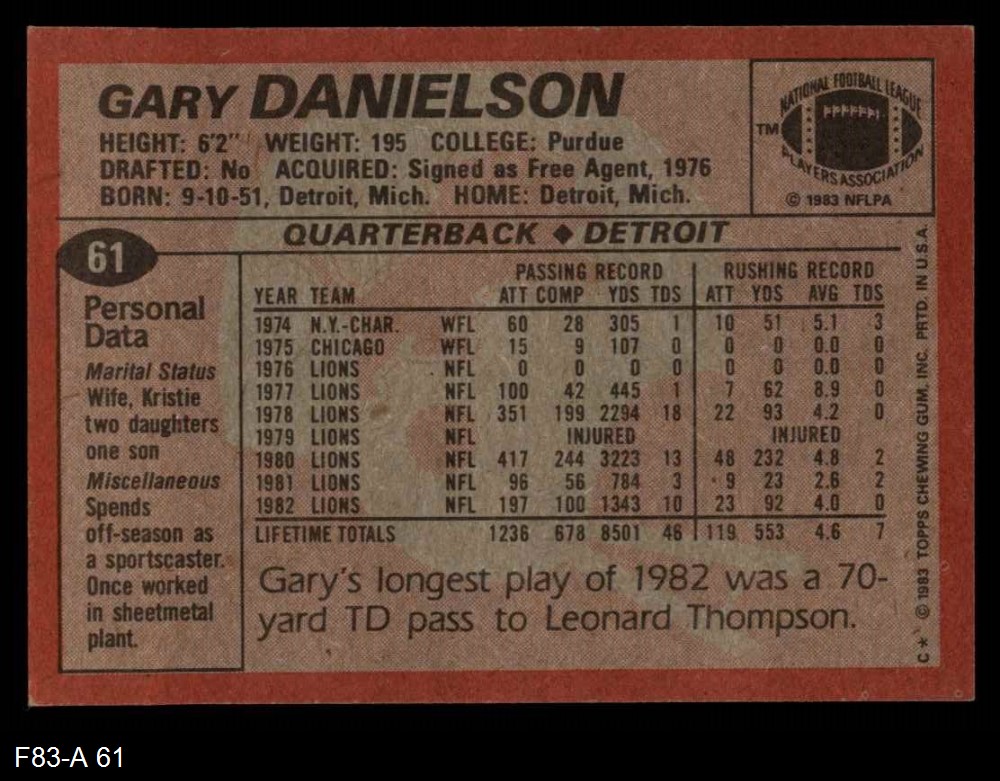 GARY DANIELSON
HEIGHT: 6'2" WEIGHT: 195 COLLEGE: Purdue
DRAFTED: No ACQUIRED: Signed as Free Agent, 1976
BORN: 9-10-51, Detroit, Mich. HOME: Detroit, Mich.
NATIONAL FOOTBALL LEAGUE
PLAYERS ASSOCIATION
TM
© 1983 NFLPA
QUARTERBACK ◆ DETROIT
61
Personal
Data
Marital Status
Wife, Kristie
two daughters
one son
Miscellaneous
Spends
off-season as
a sportscaster.
Once worked
in sheetmetal
plant.
PASSING RECORD RUSHING RECORD
YEAR TEAM ATT COMP YDS TDS ATT YDS AVG TDS
1974 N.Y.-CHAR. WFL 60 28 305 1 10 51 5.1 3
1975 CHICAGO WFL 15 9 107 0 0 0 0.0 0
1976 LIONS NFL 0 0 0 0 0 0 0.0 0
1977 LIONS NFL 100 42 445 1 7 62 8.9 0
1978 LIONS NFL 351 199 2294 18 22 93 4.2 0
1979 LIONS NFL INJURED INJURED
1980 LIONS NFL 417 244 3223 13 48 232 4.8 2
1981 LIONS NFL 96 56 784 3 9 23 2.6 2
1982 LIONS NFL 197 100 1343 10 23 92 4.0 0
LIFETIME TOTALS 1236 678 8501 46 119 553 4.6 7
Gary's longest play of 1982 was a 70-
yard TD pass to Leonard Thompson.
C* © 1983 TOPPS CHEWING GUM, INC. PRTD. IN U.S.A.
F83-A 61